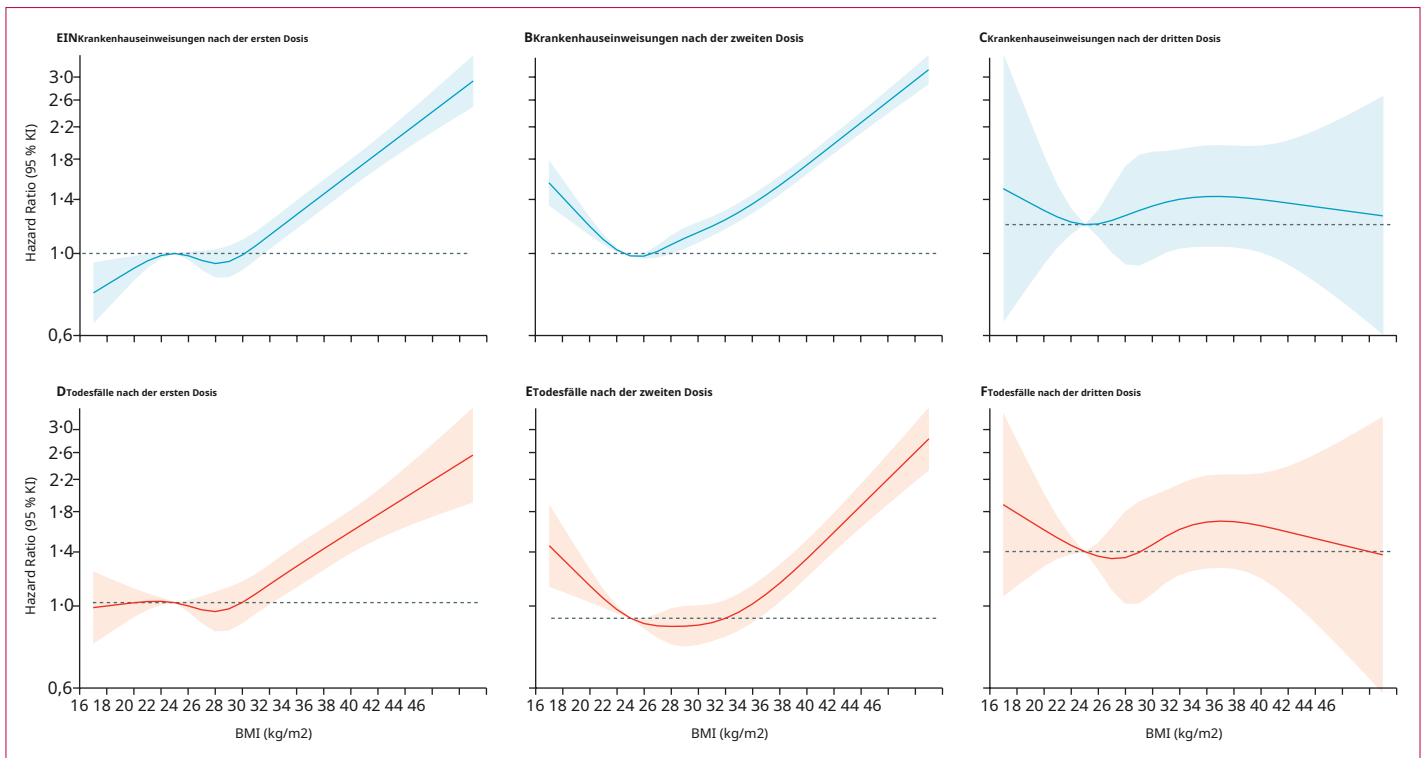 EINKrankenhauseinweisungen nach der ersten Dosis
BKrankenhauseinweisungen nach der zweiten Dosis
CKrankenhauseinweisungen nach der dritten Dosis
Hazard Ratio (95 % KI)
3·0
2·6
2·2
1·8
1·4
1·0
0,6
DTodesfälle nach der ersten Dosis
ETodesfälle nach der zweiten Dosis
FTodesfälle nach der dritten Dosis
Hazard Ratio (95 % KI)
3·0
2·6
2·2
1·8
1·4
1·0
0,6
16 18 20 22 24 26 28 30 32 34 36 38 40 42 44 46
16 18 20 22 24 26 28 30 32 34 36 38 40 42 44 46
16 18 20 22 24 26 28 30 32 34 36 38 40 42 44 46
BMI (kg/m2)
BMI (kg/m2)
BMI (kg/m2)